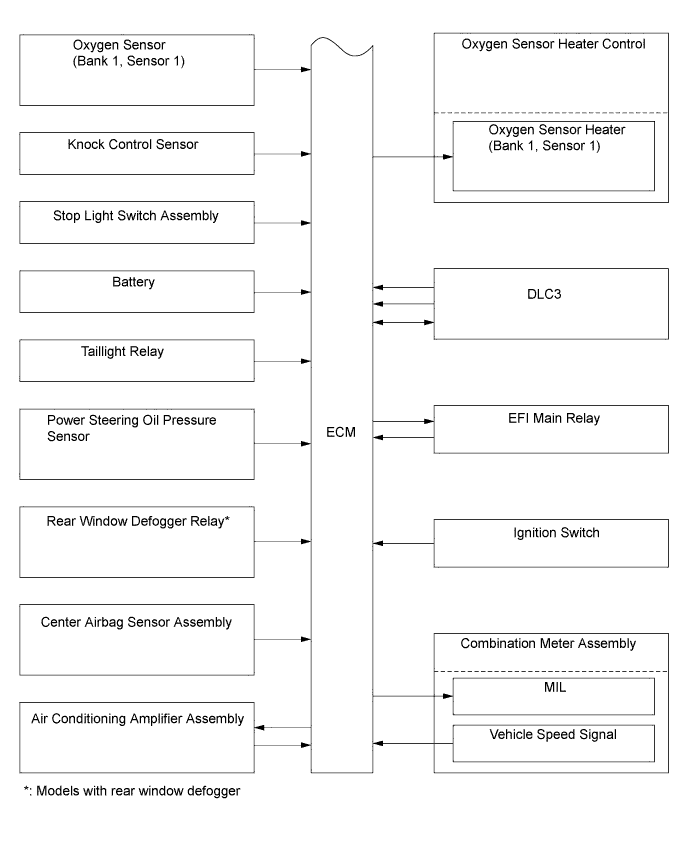 Oxygen Sensor
(Bank 1, Sensor 1)
Knock Control Sensor
Stop Light Switch Assembly
Battery
Taillight Relay
Power Steering Oil Pressure
Sensor
Rear Window Defogger Relay*
Center Airbag Sensor Assembly
Air Conditioning Amplifier Assembly
*: Models with rear window defogger
ECM
Oxygen Sensor Heater Control
Oxygen Sensor Heater
(Bank 1, Sensor 1)
DLC3
EFI Main Relay
Ignition Switch
Combination Meter Assembly
MIL
Vehicle Speed Signal